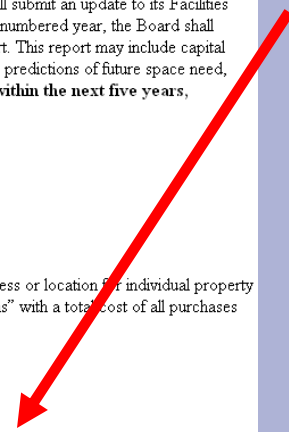 ll submit an update to its Facilities
numbered year, the Board shall
rt. This report may include capital
predictions of future space need,
within the next five years,
ess or location for individual property
s” with a total cost of all purchases